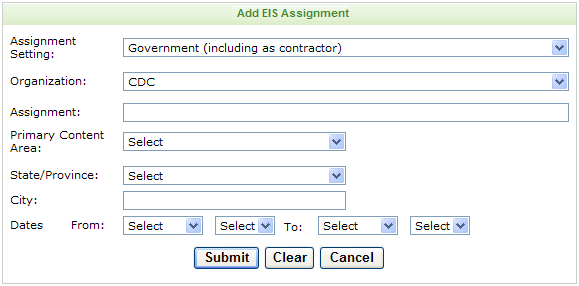 Add EIS Assignment
Assignment
Setting:
Government (including as contractor)
Organization:
CDC
Assignment:
Primary Content
Area:
Select
State/Province:
Select
City:
Dates From: Select Select To: Select Select
Submit Clear Cancel